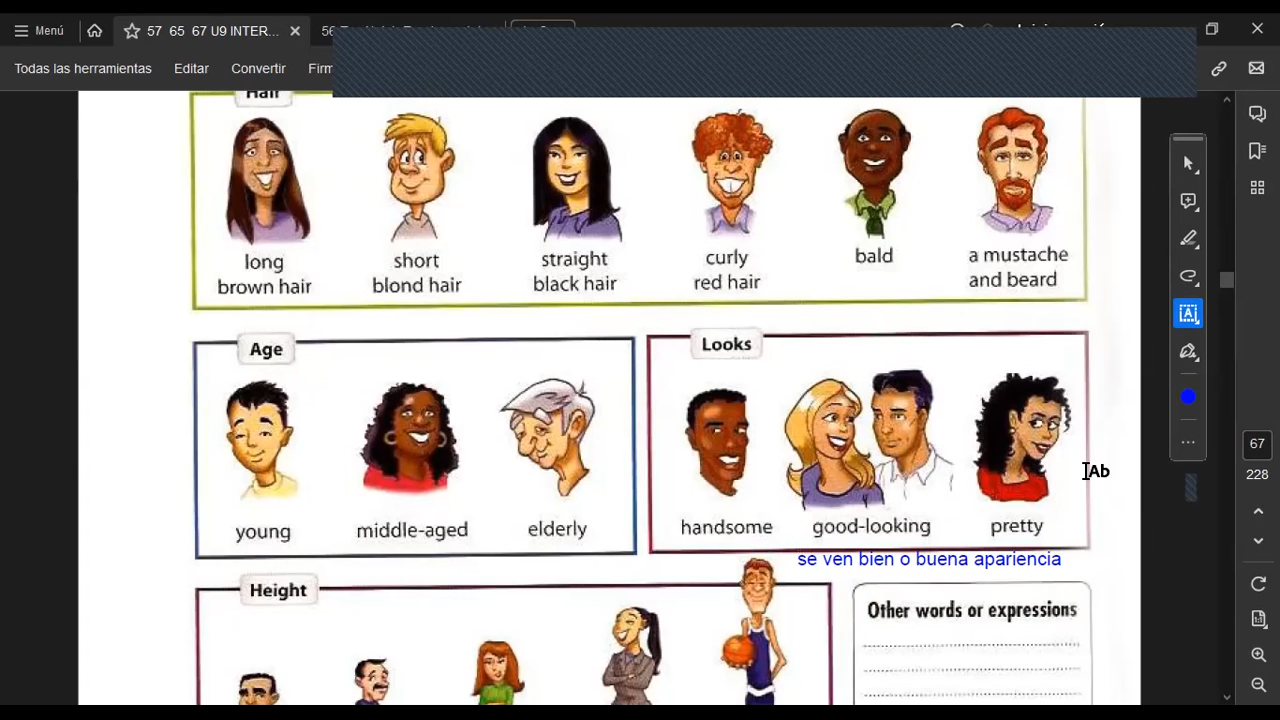 Menú
57 65 67 U9 INTER...
56
Todas las herramientas
Editar
Convertir
Firm
Hair
long
brown hair
short
blond hair
straight
black hair
curly
red hair
bald
a mustache
and beard
Age
young
middle-aged
elderly
Looks
handsome
good-looking
pretty
Ab
se ven bien o buena apariencia
Height
Other words or expressions
67
228